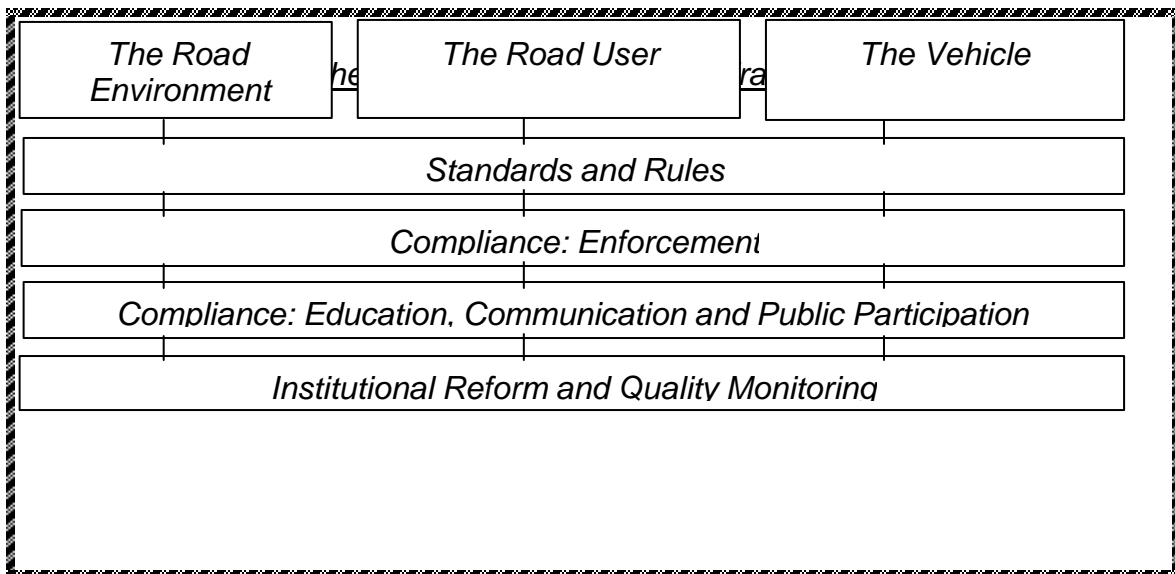 The Road
Environment
The Road User
The Vehicle
Standards and Rules
Compliance: Enforcement
Compliance: Education, Communication and Public Participation
Institutional Reform and Quality Monitoring